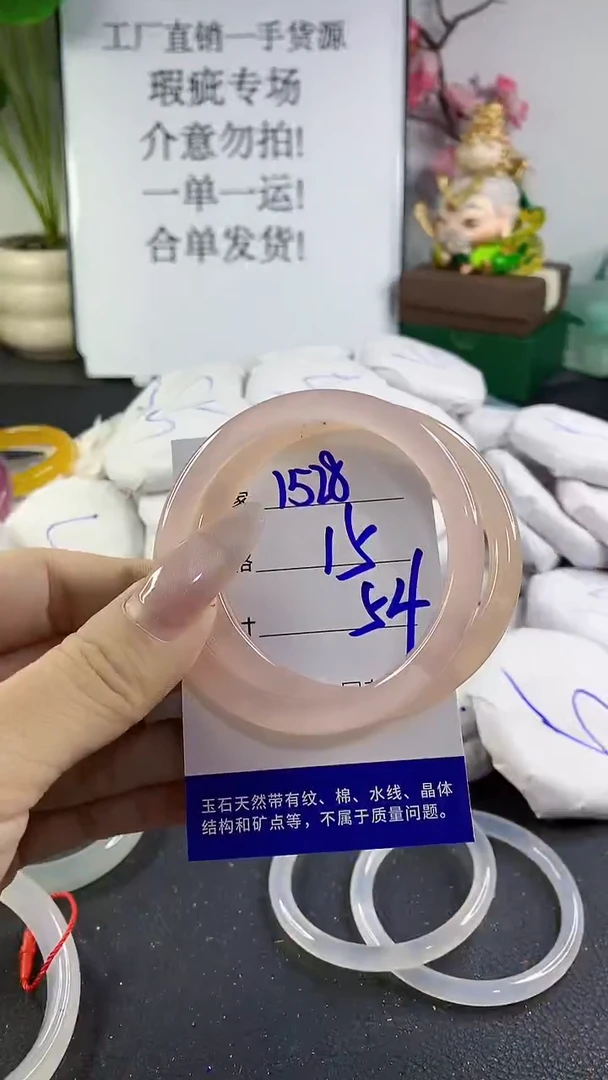 工厂直销一手货源
瑕疵专场
介意勿拍!
一单一运!
合单发货!
1528
15
54
玉石天然带有纹、棉、水线、晶体
结构和矿点等，不属于质量问题。